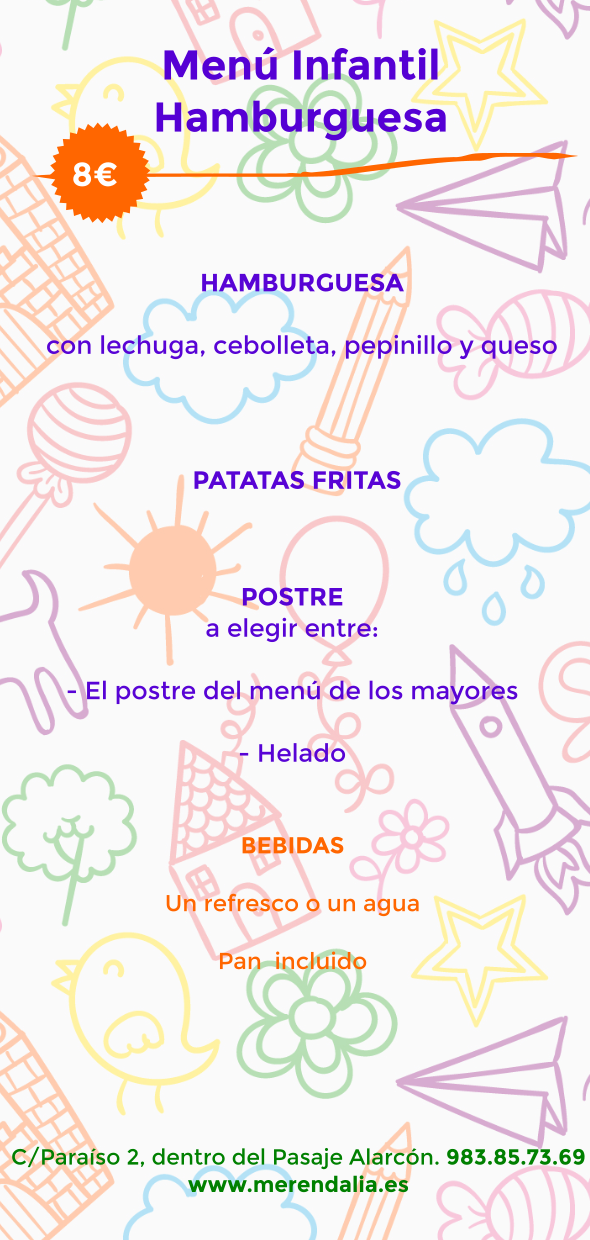 Menú Infantil
Hamburguesa
8€
HAMBURGUESA
con lechuga, cebolleta, pepinillo y queso
PATATAS FRITAS
POSTRE
a elegir entre:
- El postre del menú de los mayores
- Helado
BEBIDAS
Un refresco o un agua
Pan incluido
C/Paraíso 2, dentro del Pasaje Alarcón. 983.85.73.69
www.merendalia.es